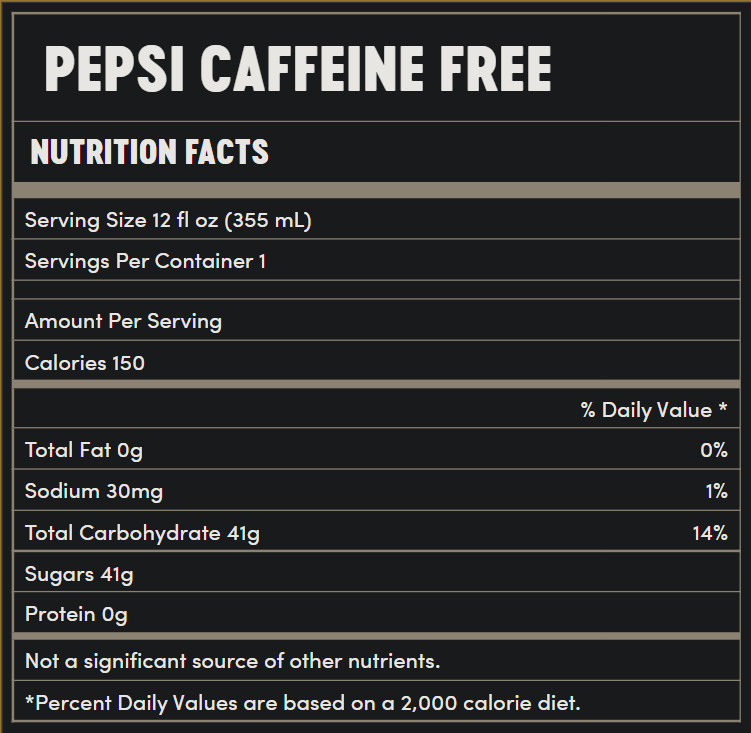 PEPSI CAFFEINE FREE
NUTRITION FACTS
Serving Size 12 fl oz (355 mL)
Servings Per Container 1
Amount Per Serving
Calories 150
% Daily Value *
Total Fat 0g 0%
Sodium 30mg 1%
Total Carbohydrate 41g 14%
Sugars 41g
Protein 0g
Not a significant source of other nutrients.
*Percent Daily Values are based on a 2,000 calorie diet.